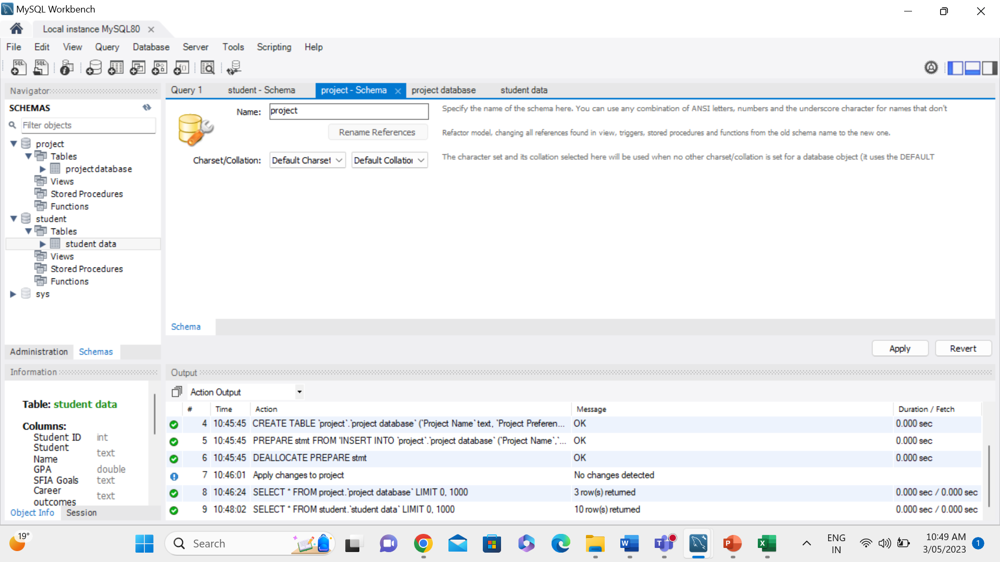 MySQL Workbench
Local instance MySQL80
File Edit View Query Database Server Tools Scripting Help
SQL SQL
Navigator
SCHEMAS
Filter objects
project
Tables
project database
Views
Stored Procedures
Functions
student
Tables
student data
Views
Stored Procedures
Functions
sys
Administration Schemas
Information
Table: student data
Columns:
Student ID int
Student Name text
GPA double
SFIA Goals text
Career outcomes text
Object Info Session
Query 1 student - Schema project - Schema project database student data
Name: project
Specify the name of the schema here. You can use any combination of ANSI letters, numbers and the underscore character for names that don't
Rename References
Refactor model, changing all references found in view, triggers, stored procedures and functions from the old schema name to the new one.
Charset/Collation: Default Charset Default Collation
The character set and its collation selected here will be used when no other charset/collation is set for a database object (it uses the DEFAULT
Schema
Apply Revert
Output
Action Output
# Time Action Message Duration / Fetch
4 10:45:45 CREATE TABLE `project`.`project database` (`Project Name` text, `Project Preferen... OK 0.000 sec
5 10:45:45 PREPARE stmt FROM 'INSERT INTO `project`.`project database` (`Project Name`,`... OK 0.000 sec
6 10:45:45 DEALLOCATE PREPARE stmt OK 0.000 sec
7 10:46:01 Apply changes to project No changes detected
8 10:46:24 SELECT * FROM project.`project database` LIMIT 0, 1000 3 row(s) returned 0.000 sec / 0.000 sec
9 10:48:02 SELECT * FROM student.`student data` LIMIT 0, 1000 10 row(s) returned 0.000 sec / 0.000 sec
19°
Search
ENG
IN
10:49 AM
3/05/2023
1